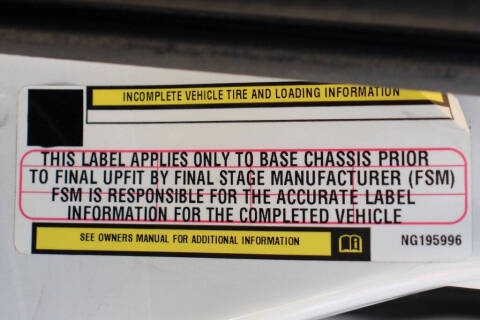 INCOMPLETE VEHICLE TIRE AND LOADING INFORMATION
THIS LABEL APPLIES ONLY TO BASE CHASSIS PRIOR
TO FINAL UPFIT BY FINAL STAGE MANUFACTURER (FSM)
FSM IS RESPONSIBLE FOR THE ACCURATE LABEL
INFORMATION FOR THE COMPLETED VEHICLE
SEE OWNERS MANUAL FOR ADDITIONAL INFORMATION
NG195996